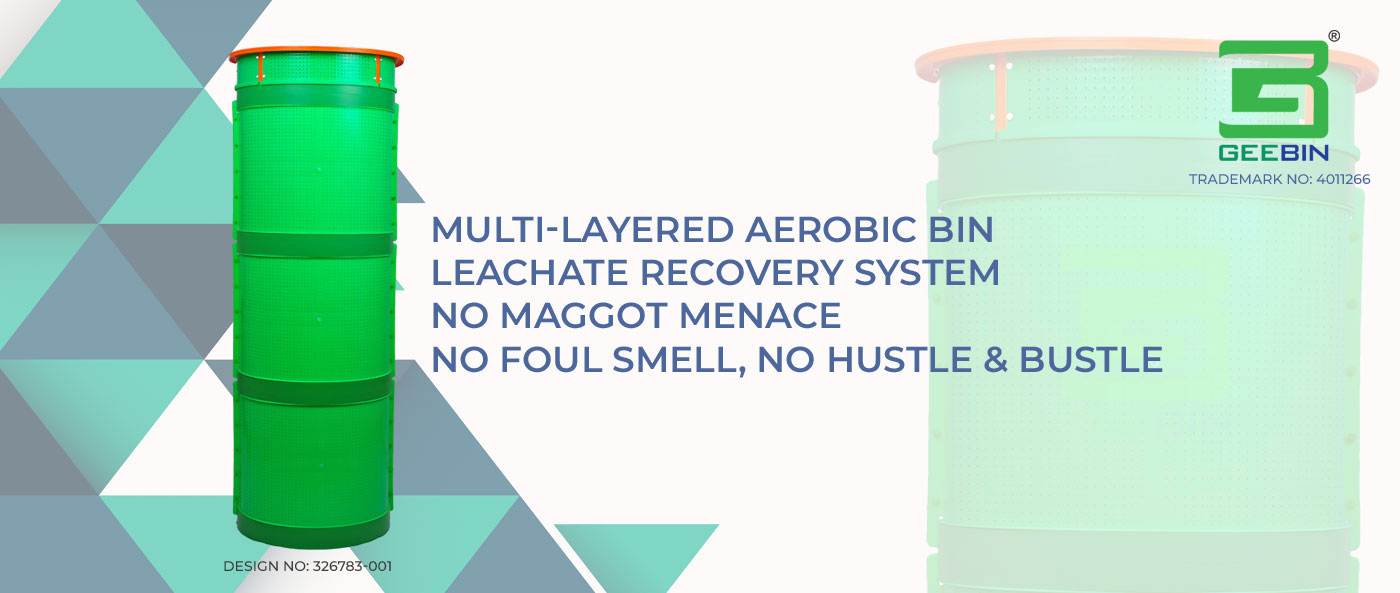 ®
GEEBIN
TRADEMARK NO: 4011266
MULTI-LAYERED AEROBIC BIN
LEACHATE RECOVERY SYSTEM
NO MAGGOT MENACE
NO FOUL SMELL, NO HUSTLE & BUSTLE
DESIGN NO: 326783-001